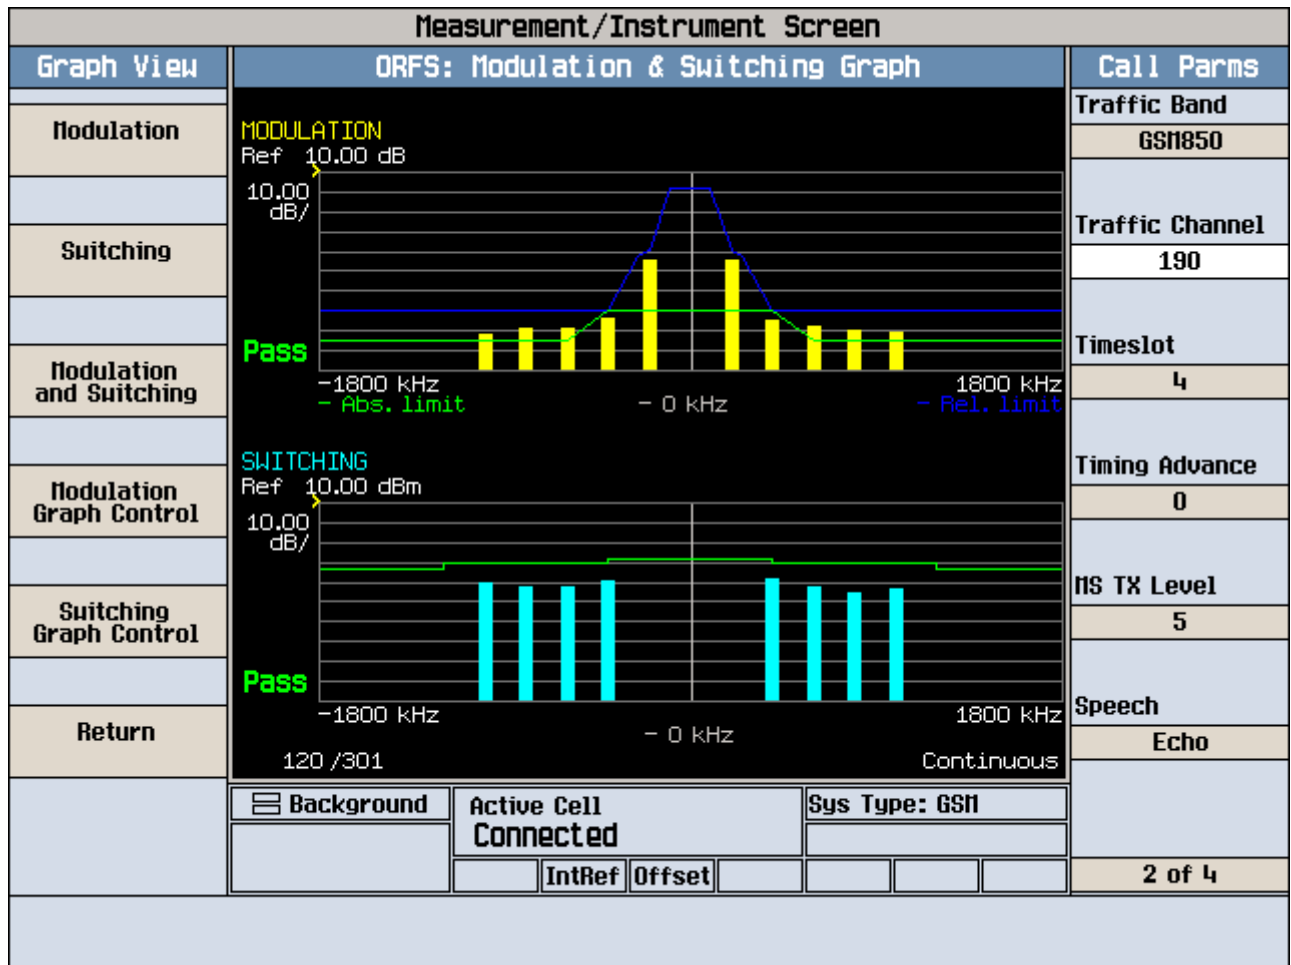 Measurement/Instrument Screen
Graph View
ORFS: Modulation & Switching Graph
Call Parms
Modulation
Switching
Modulation
and Switching
Modulation
Graph Control
Switching
Graph Control
Return
MODULATION
Ref 10.00 dB
10.00
dB/
Pass
-1800 kHz
1800 kHz
- Abs. limit
- 0 kHz
- Rel. limit
SWITCHING
Ref 10.00 dBm
10.00
dB/
Pass
-1800 kHz
1800 kHz
- 0 kHz
120 /301
Continuous
Traffic Band
GSM850
Traffic Channel
190
Timeslot
4
Timing Advance
0
MS TX Level
5
Speech
Echo
2 of 4
Background
Active Cell
Connected
Sys Type: GSM
IntRef
Offset